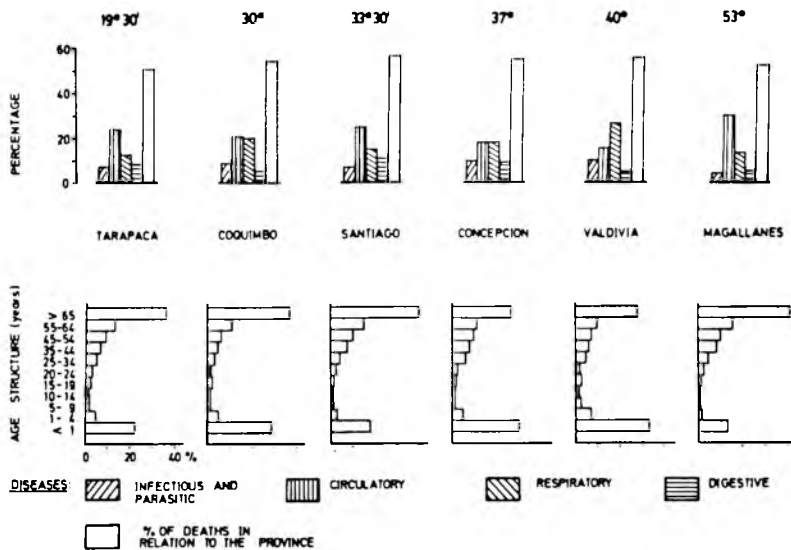 19° 30' 30° 33° 30' 37° 40° 53°
60
40
20
0
PERCENTAGE
TARAPACA COQUIMBO SANTIAGO CONCEPCION VALDIVIA MAGALLANES
AGE STRUCTURE (years)
> 65
55-64
45-54
35-44
25-34
20-24
15-19
10-14
5-9
1-4
< 1
0 20 40 %
DISEASES: INFECTIOUS AND PARASITIC CIRCULATORY RESPIRATORY DIGESTIVE
% OF DEATHS IN
RELATION TO THE PROVINCE